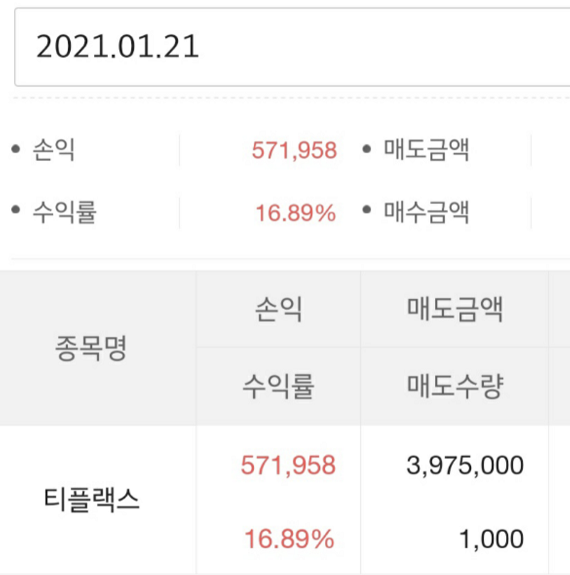 2021.01.21
• 손익 571,958 • 매도금액
• 수익률 16.89% • 매수금액
종목명 손익 매도금액
수익률 매도수량
티플랙스 571,958 3,975,000
16.89% 1,000